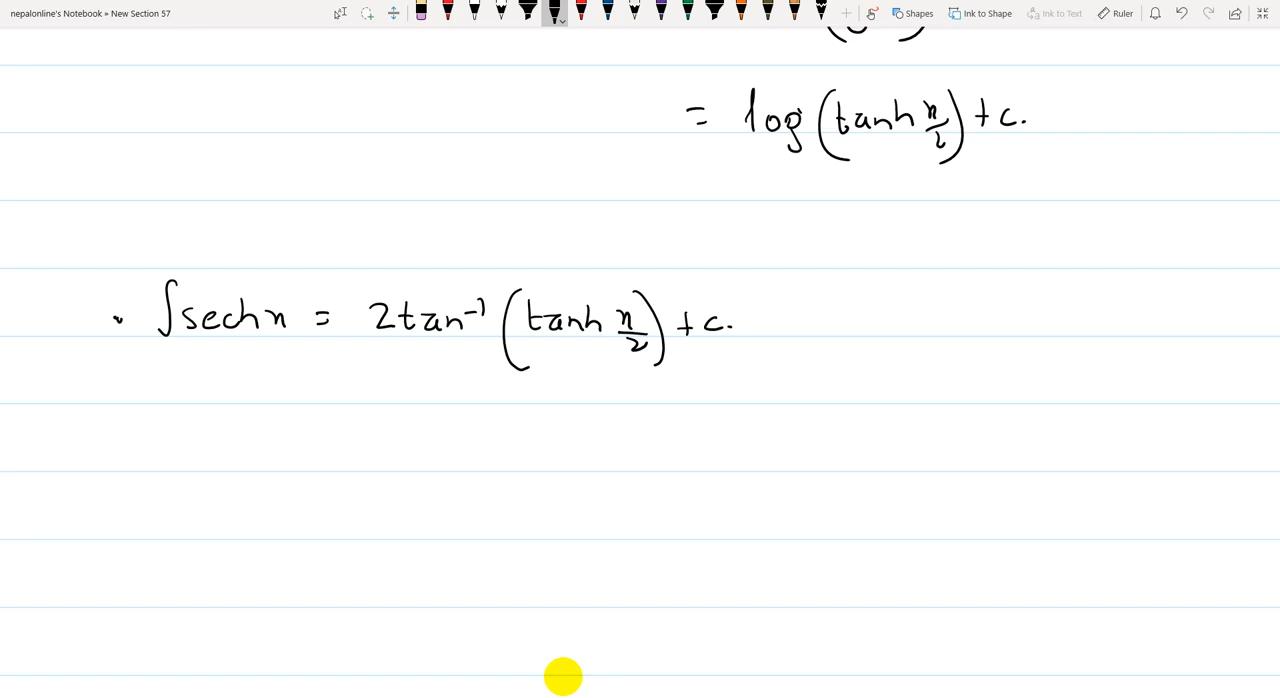 nepalonline's Notebook » New Section 57
Shapes Ink to Shape Ink to Text Ruler
= log(tanh x/2) + c.
∫sech x = 2tan⁻¹(tanh x/2) + c.